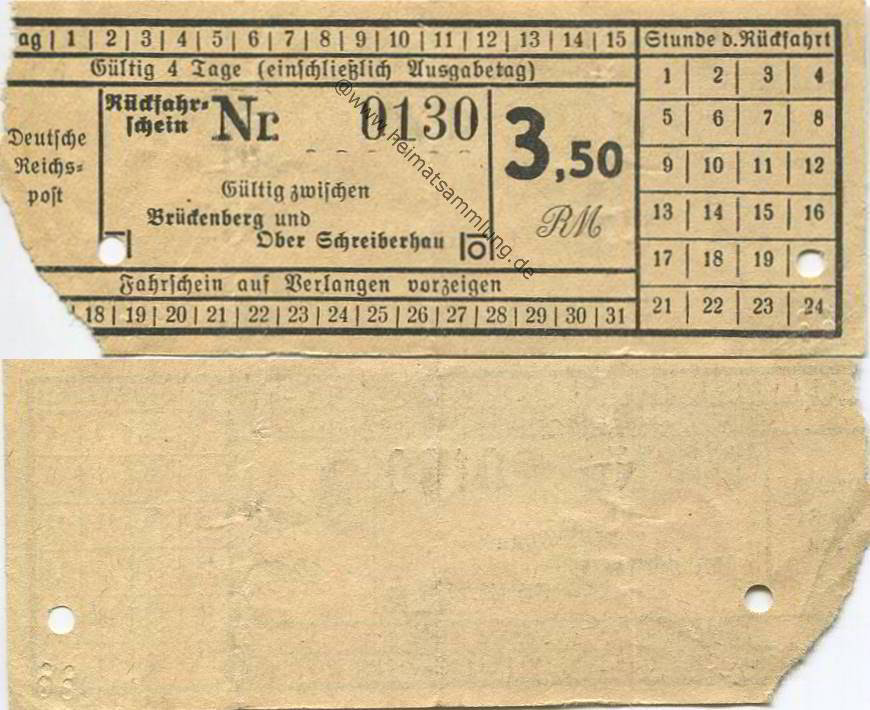 ag | 1 | 2 | 3 | 4 | 5 | 6 | 7 | 8 | 9 | 10 | 11 | 12 | 13 | 14 | 15
Gültig 4 Tage (einschließlich Ausgabetag)
Deutsche
Reichs=
post
Rückfahr=
schein
Nr. 0130
Gültig zwischen
Brückenberg und
Ober Schreiberhau
3,50
RM
Fahrschein auf Verlangen vorzeigen
18 | 19 | 20 | 21 | 22 | 23 | 24 | 25 | 26 | 27 | 28 | 29 | 30 | 31
Stunde d. Rückfahrt
1 | 2 | 3 | 4
5 | 6 | 7 | 8
9 | 10 | 11 | 12
13 | 14 | 15 | 16
17 | 18 | 19 |
21 | 22 | 23 | 24
@www.heimatsammlung.de